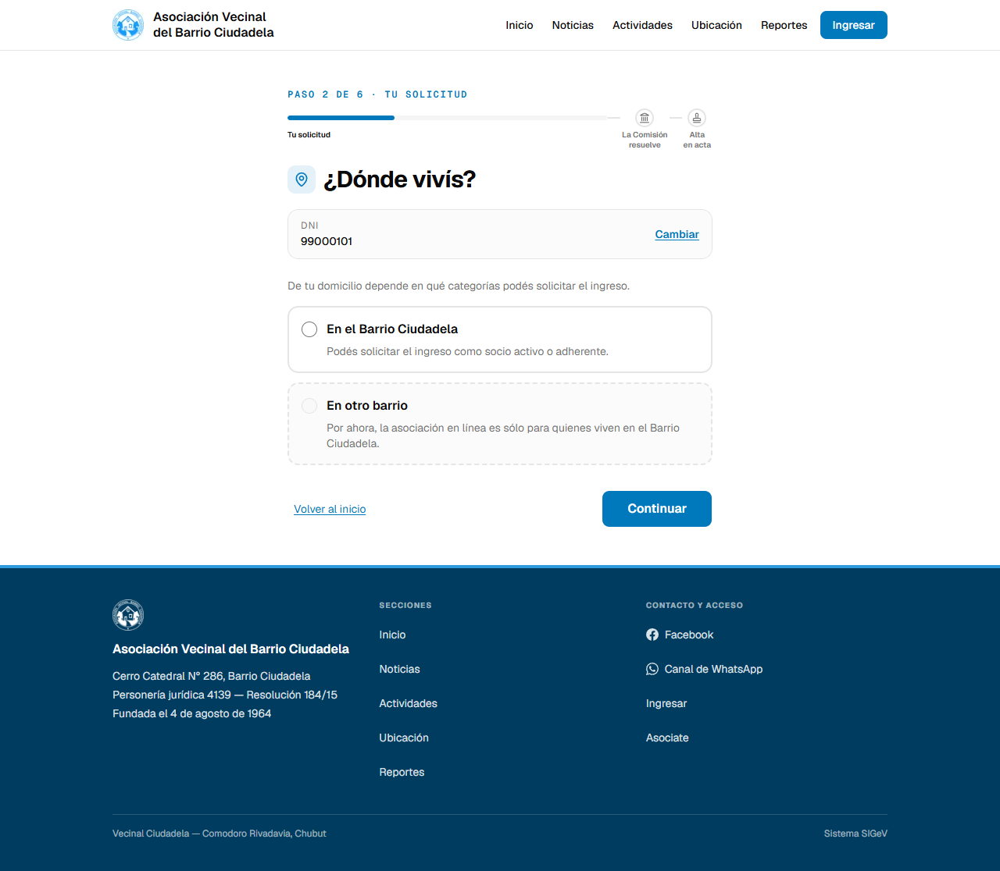 Asociación Vecinal
del Barrio Ciudadela
Inicio
Noticias
Actividades
Ubicación
Reportes
Ingresar
PASO 2 DE 6 · TU SOLICITUD
Tu solicitud
La Comisión
resuelve
Alta
en acta
¿Dónde vivís?
DNI
99000101
Cambiar
De tu domicilio depende en qué categorías podés solicitar el ingreso.
En el Barrio Ciudadela
Podés solicitar el ingreso como socio activo o adherente.
En otro barrio
Por ahora, la asociación en línea es sólo para quienes viven en el Barrio
Ciudadela.
Volver al inicio
Continuar
Asociación Vecinal del Barrio Ciudadela
Cerro Catedral N° 286, Barrio Ciudadela
Personería jurídica 4139 — Resolución 184/15
Fundada el 4 de agosto de 1964
SECCIONES
Inicio
Noticias
Actividades
Ubicación
Reportes
CONTACTO Y ACCESO
Facebook
Canal de WhatsApp
Ingresar
Asociate
Vecinal Ciudadela — Comodoro Rivadavia, Chubut
Sistema SIGeV